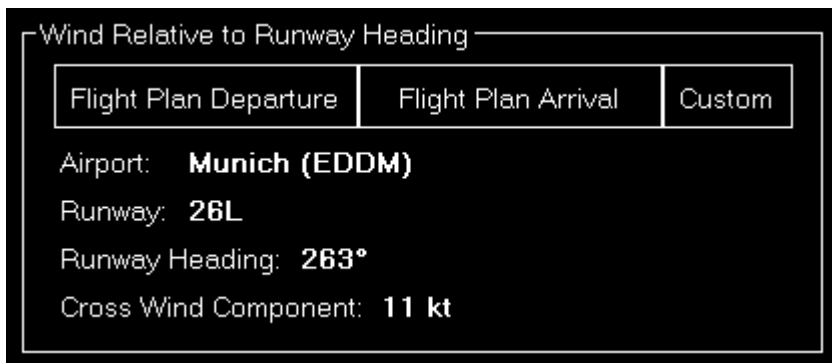 Wind Relative to Runway Heading
Flight Plan Departure Flight Plan Arrival Custom
Airport: Munich (EDDM)
Runway: 26L
Runway Heading: 263°
Cross Wind Component: 11 kt